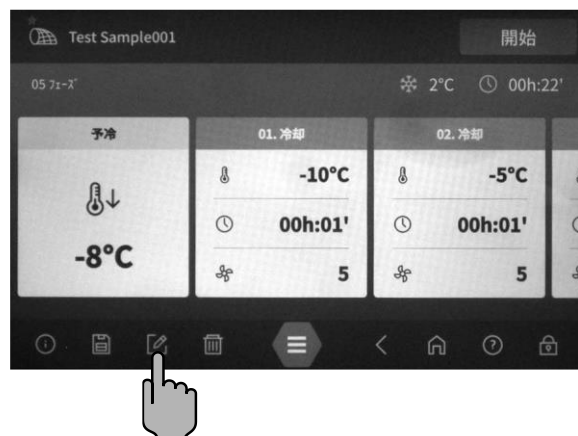 Test Sample001
開始
05 ﾌｪｰｽﾞ
2°C
00h:22'
予冷
-8°C
01. 冷却
-10°C
00h:01'
5
02. 冷却
-5°C
00h:01'
5